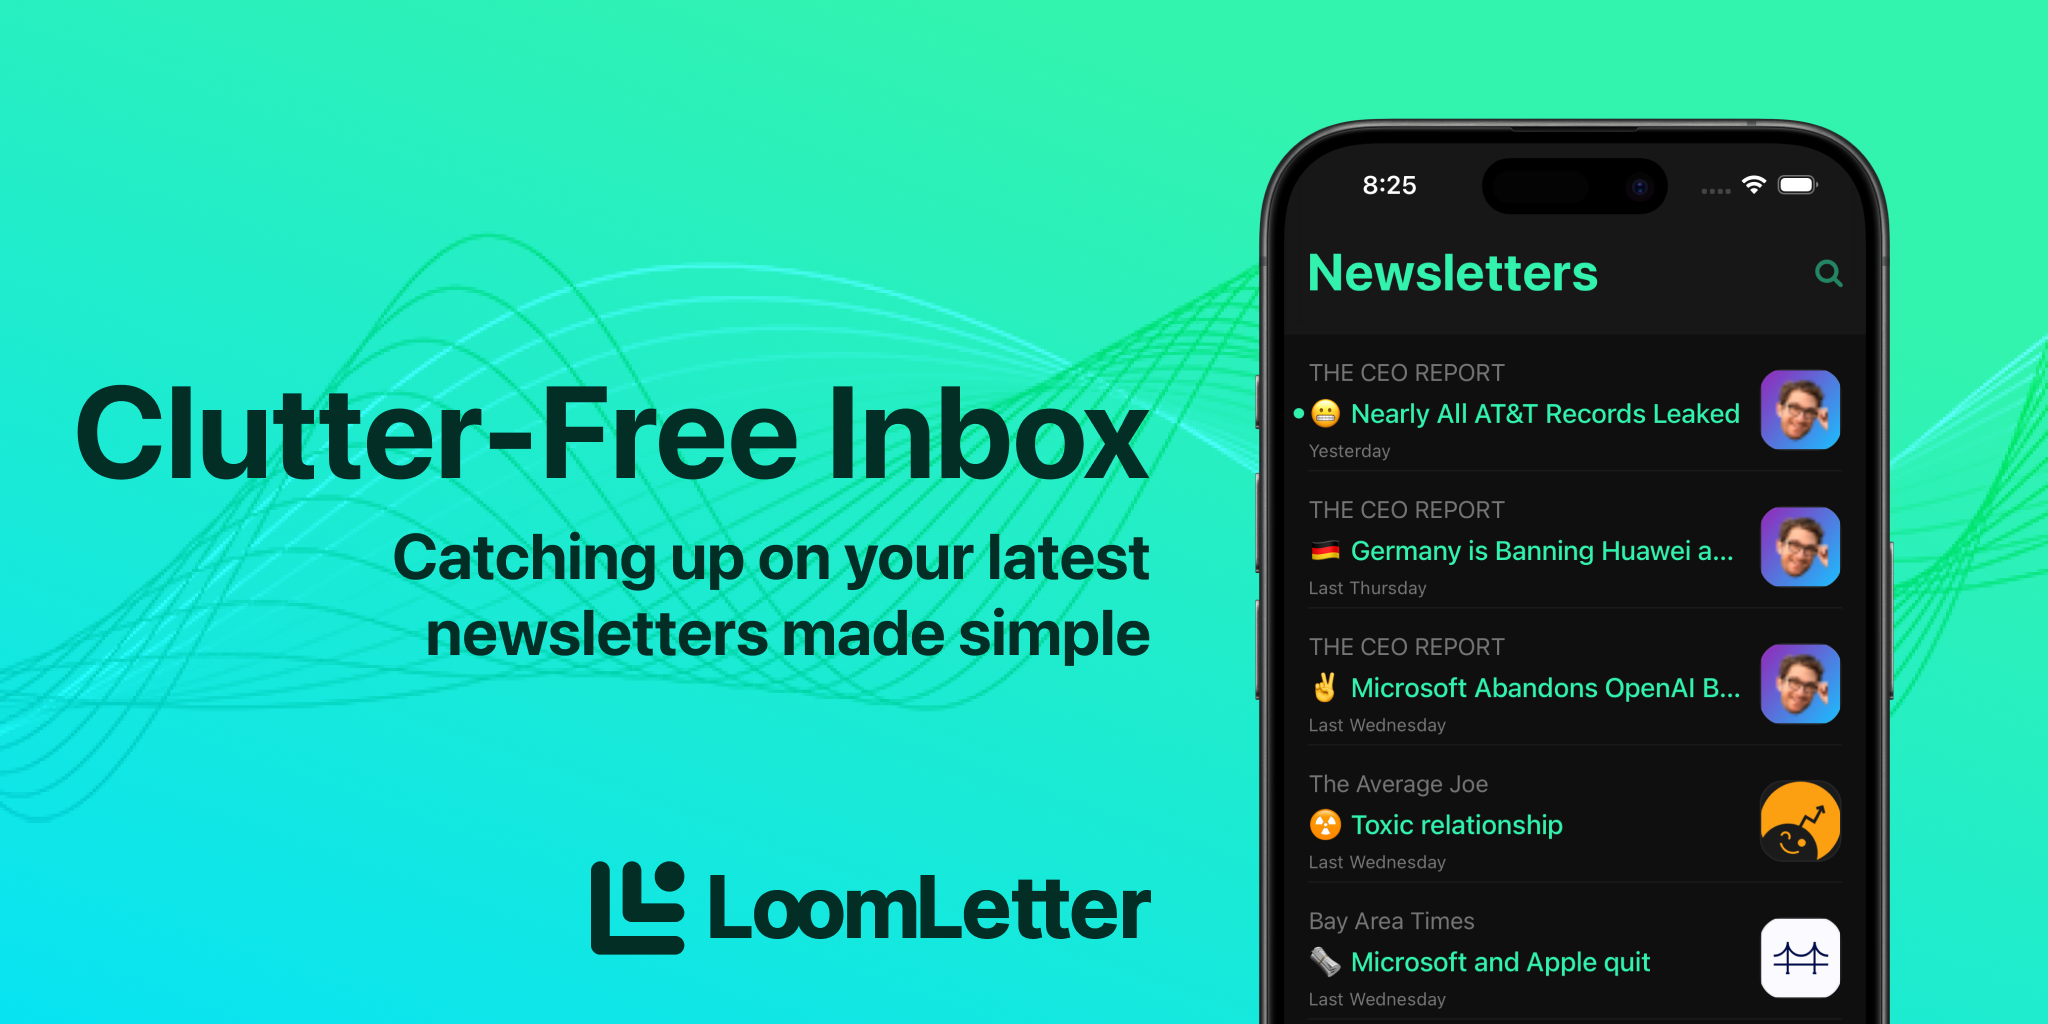 Clutter-Free Inbox
Catching up on your latest
newsletters made simple
LoomLetter
8:25
Newsletters
THE CEO REPORT
😬 Nearly All AT&T Records Leaked
Yesterday
THE CEO REPORT
🇩🇪 Germany is Banning Huawei a...
Last Thursday
THE CEO REPORT
✌️ Microsoft Abandons OpenAI B...
Last Wednesday
The Average Joe
☢️ Toxic relationship
Last Wednesday
Bay Area Times
🗞️ Microsoft and Apple quit
Last Wednesday